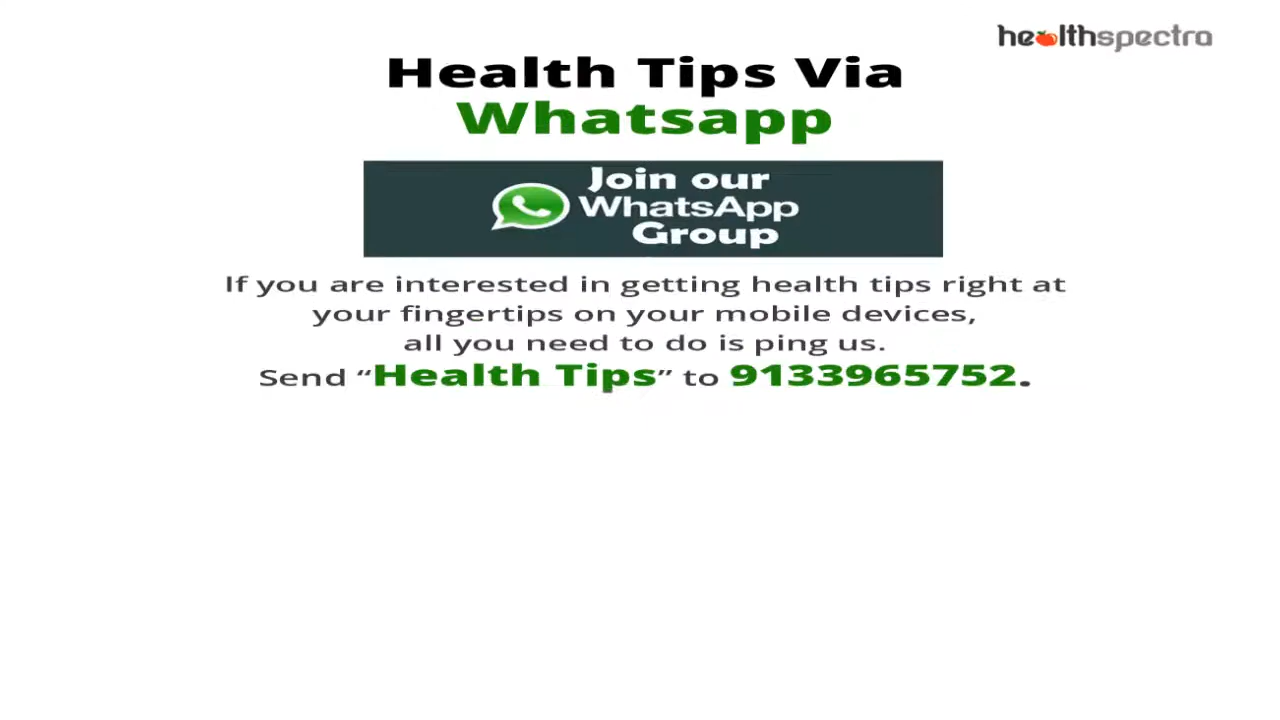 healthspectra
Health Tips Via
Whatsapp
Join our
WhatsApp
Group
If you are interested in getting health tips right at
your fingertips on your mobile devices,
all you need to do is ping us.
Send “Health Tips” to 9133965752.